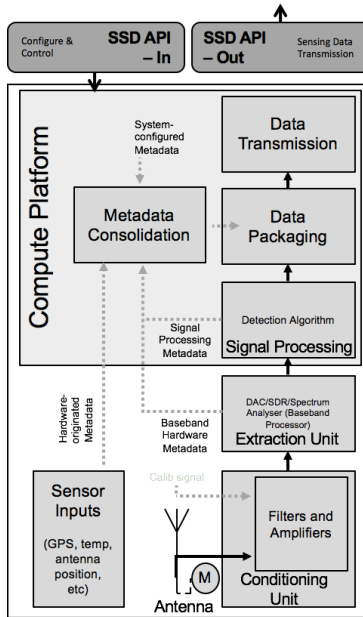 Configure &
Control
SSD API
– In
SSD API
– Out
Sensing Data
Transmission
Compute Platform
System-
configured
Metadata
Data
Transmission
Metadata
Consolidation
Data
Packaging
Detection Algorithm
Signal Processing
Signal
Processing
Metadata
Hardware-
originated
Metadata
Baseband
Hardware
Metadata
DAC/SDR/Spectrum
Analyser (Baseband
Processor)
Extraction Unit
Calib signal
Sensor
Inputs
(GPS, temp,
antenna
position,
etc)
Filters and
Amplifiers
M
Antenna
Conditioning
Unit